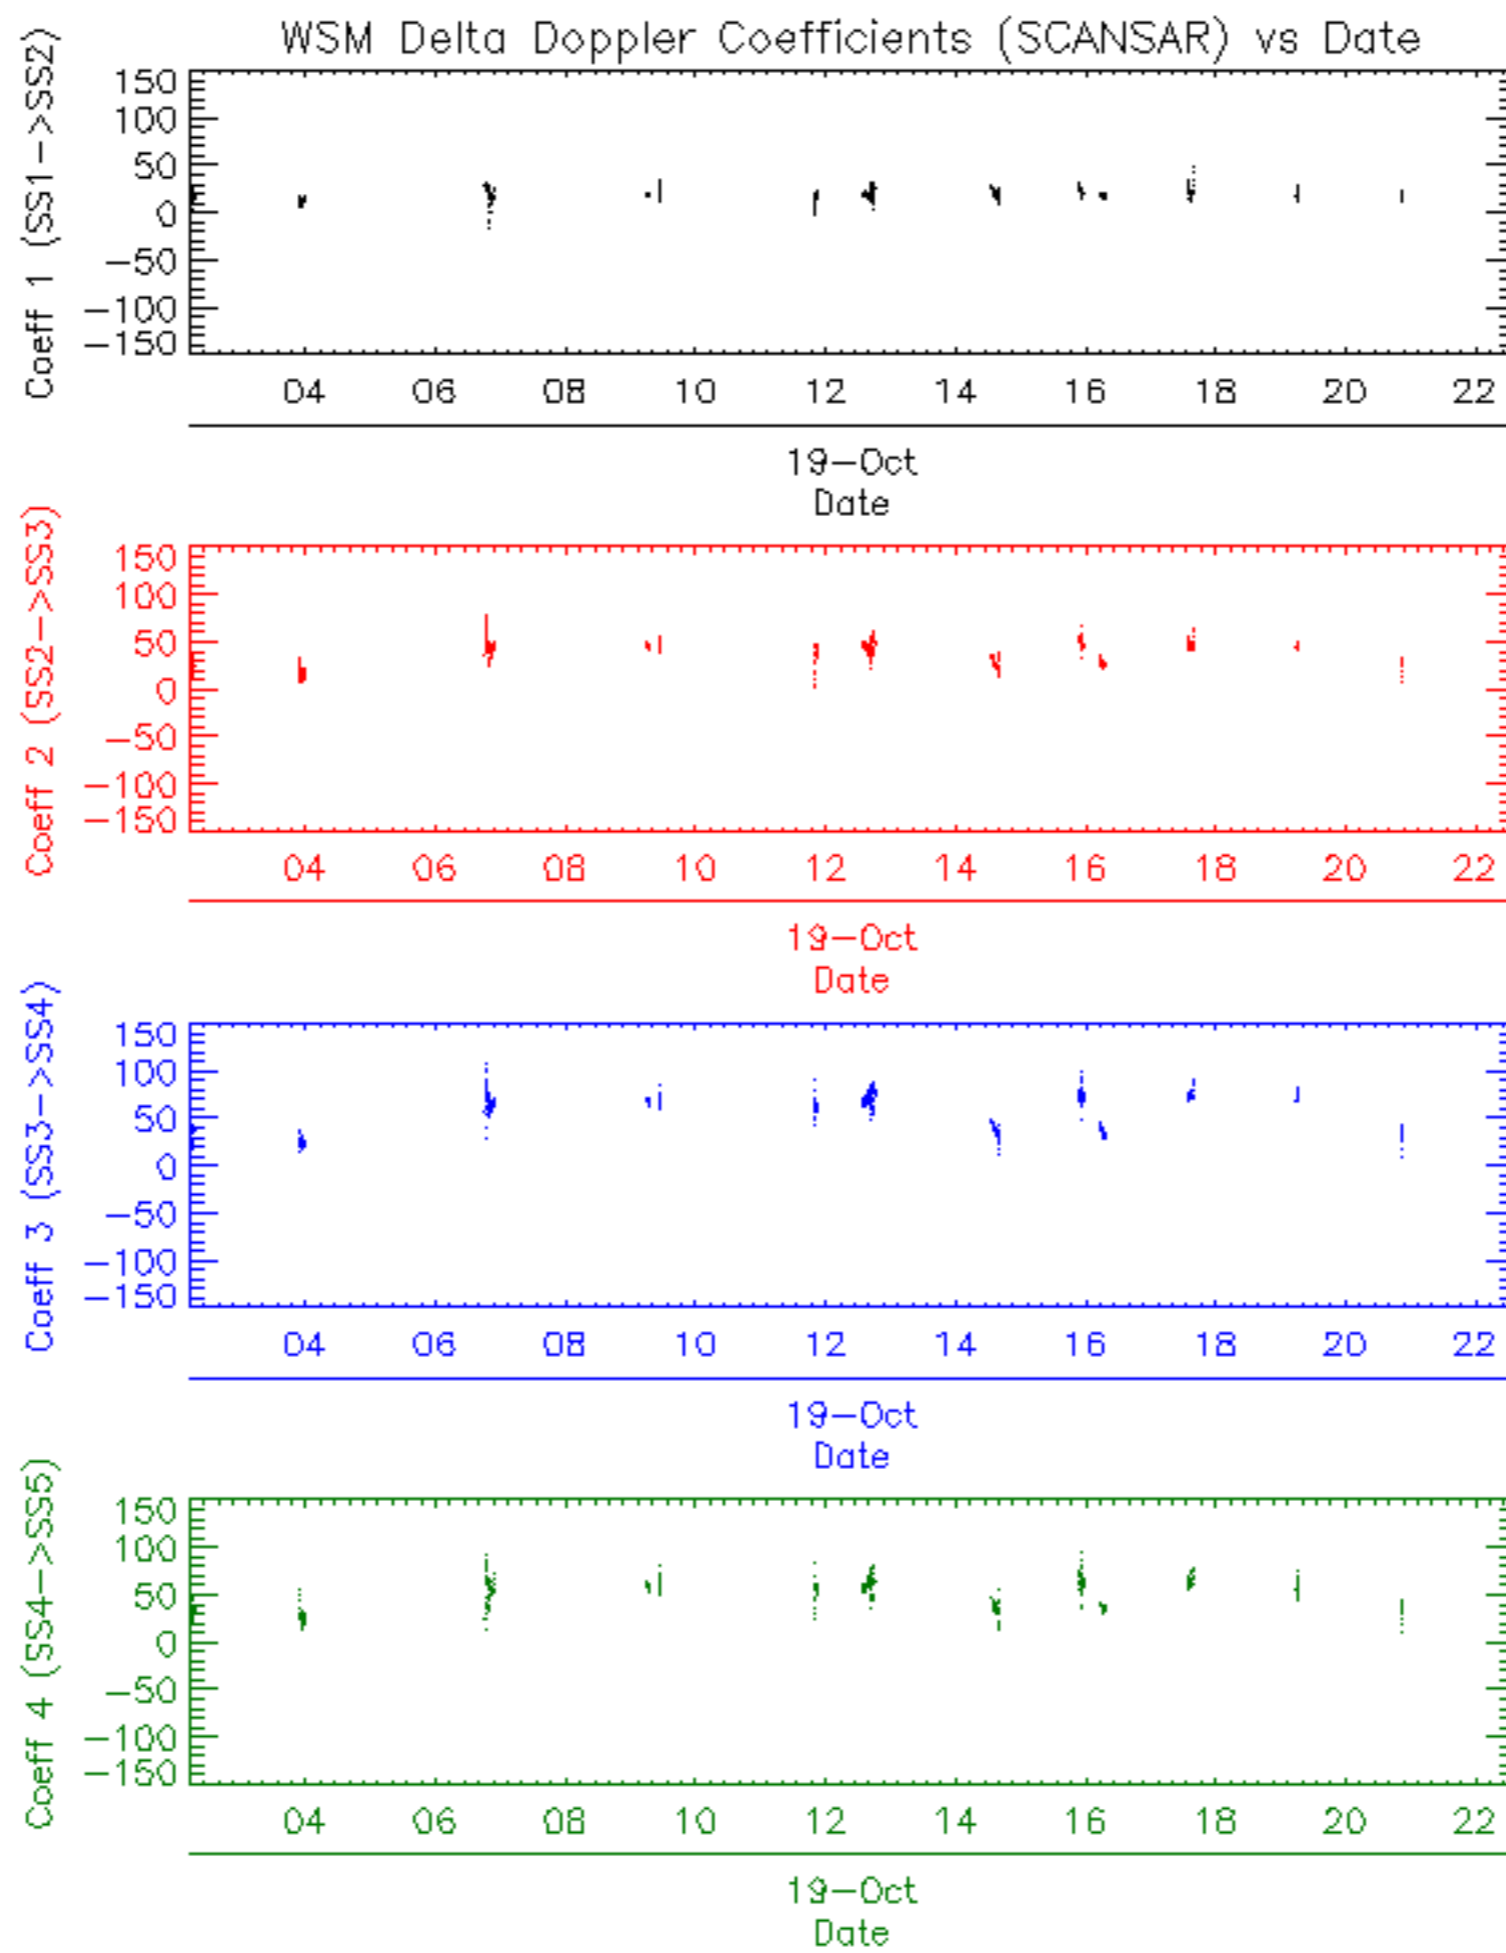 WSM Delta Doppler Coefficients (SCANSAR) vs Date
Coeff 1 (SS1->SS2)
150
100
50
0
-50
-100
-150
04 06 08 10 12 14 16 18 20 22
19-Oct
Date
Coeff 2 (SS2->SS3)
150
100
50
0
-50
-100
-150
04 06 08 10 12 14 16 18 20 22
19-Oct
Date
Coeff 3 (SS3->SS4)
150
100
50
0
-50
-100
-150
04 06 08 10 12 14 16 18 20 22
19-Oct
Date
Coeff 4 (SS4->SS5)
150
100
50
0
-50
-100
-150
04 06 08 10 12 14 16 18 20 22
19-Oct
Date